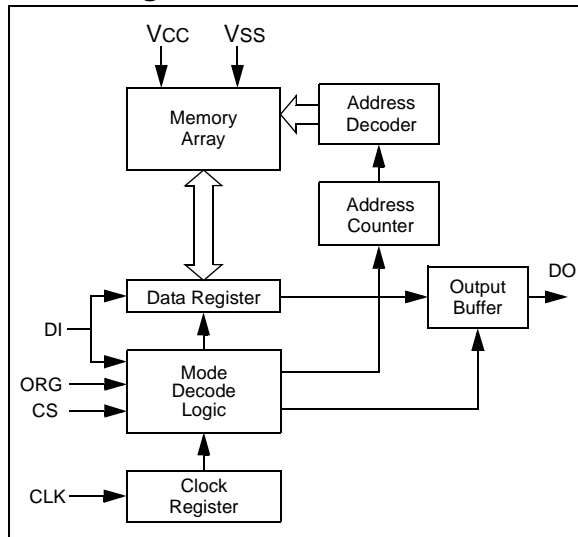 VCC
VSS
Memory
Array
Address
Decoder
Address
Counter
Data Register
Output
Buffer
DO
DI
ORG
CS
Mode
Decode
Logic
CLK
Clock
Register